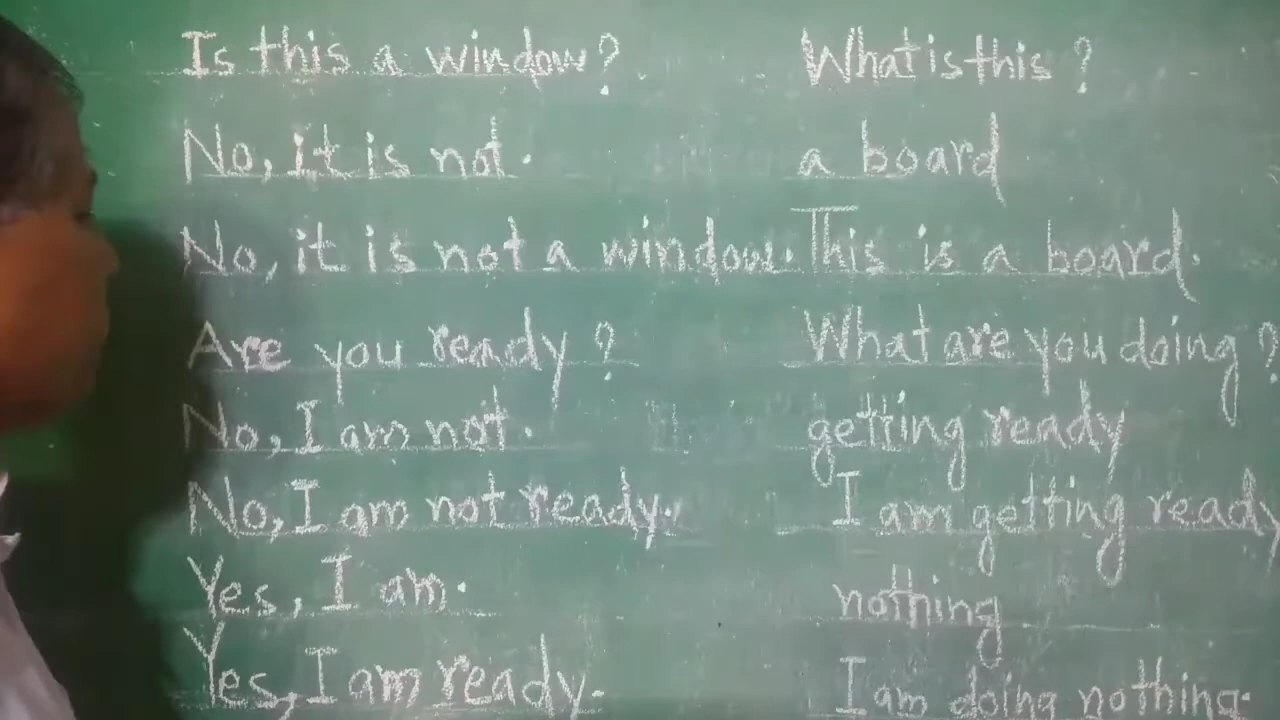 Is this a window?
No, it is not.
No, it is not a window.
Are you ready?
No, I am not.
No, I am not ready.
Yes, I am.
Yes, I am ready.
What is this?
a board
This is a board.
What are you doing?
getting ready
I am getting ready
nothing
I am doing nothing.